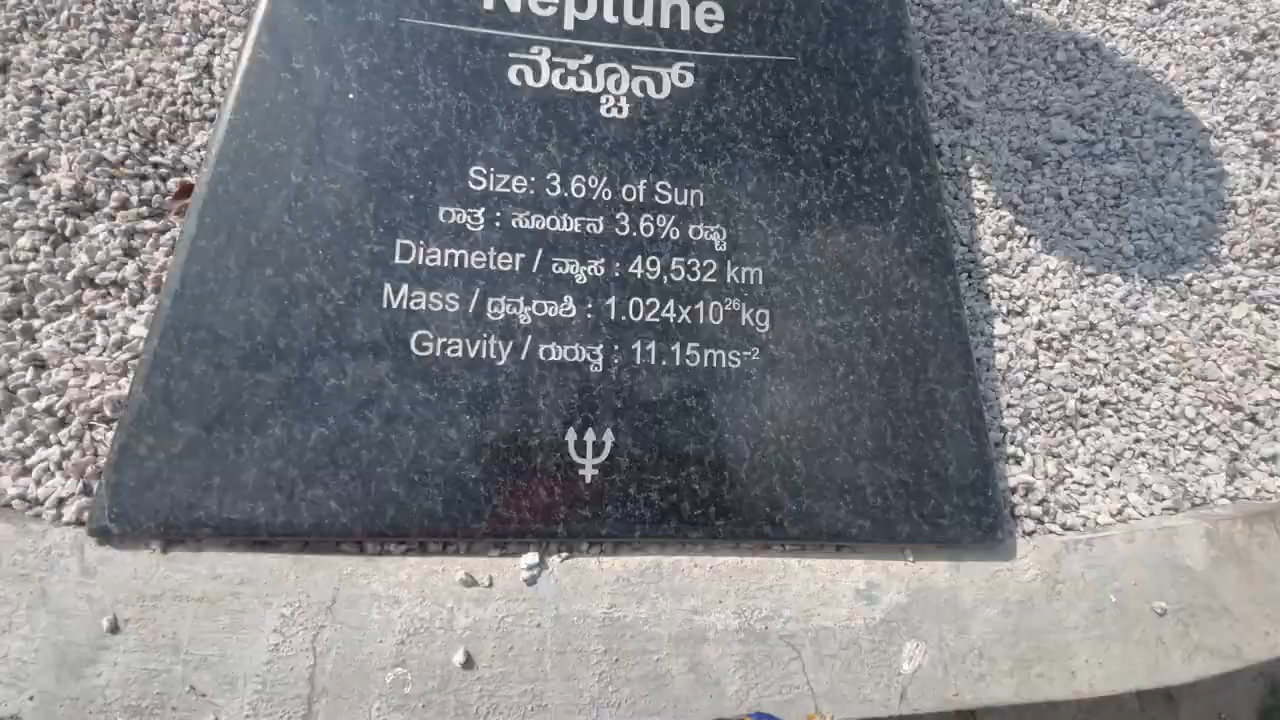 Neptune
ನೆಪ್ಚೂನ್
Size: 3.6% of Sun
ಗಾತ್ರ : ಸೂರ್ಯನ 3.6% ರಷ್ಟು
Diameter / ವ್ಯಾಸ : 49,532 km
Mass / ದ್ರವ್ಯರಾಶಿ : 1.024x10²⁶kg
Gravity / ಗುರುತ್ವ : 11.15ms⁻²